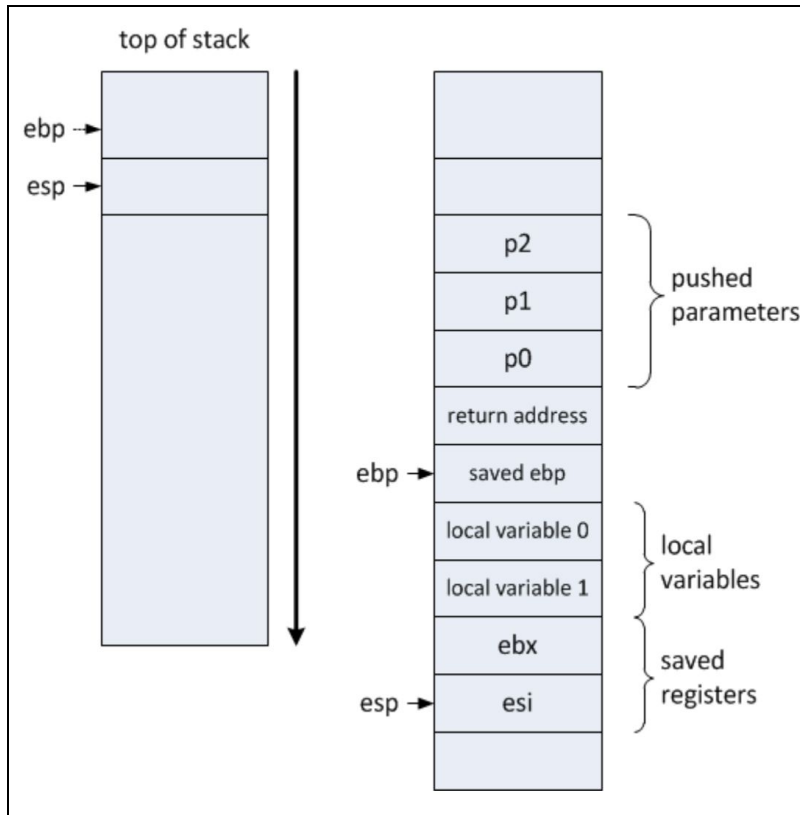 top of stack
ebp
esp
p2
p1
p0
pushed
parameters
return address
ebp
saved ebp
local variable 0
local variable 1
local
variables
ebx
esp
esi
saved
registers